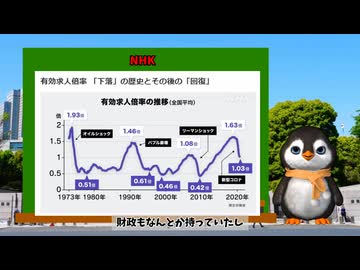 NHK
有効求人倍率 「下落」の歴史とその後の「回復」
有効求人倍率の推移(全国平均)
倍
2
1.5
1
0.5
0
1.93倍
オイルショック
0.51倍
1.46倍
バブル崩壊
0.61倍
0.46倍
1.08倍
リーマンショック
0.42倍
1.63倍
新型コロナ
1.03倍
1973年 1980年 1990年 2000年 2010年 2020年
厚生労働省
財政もなんとか持っていたし